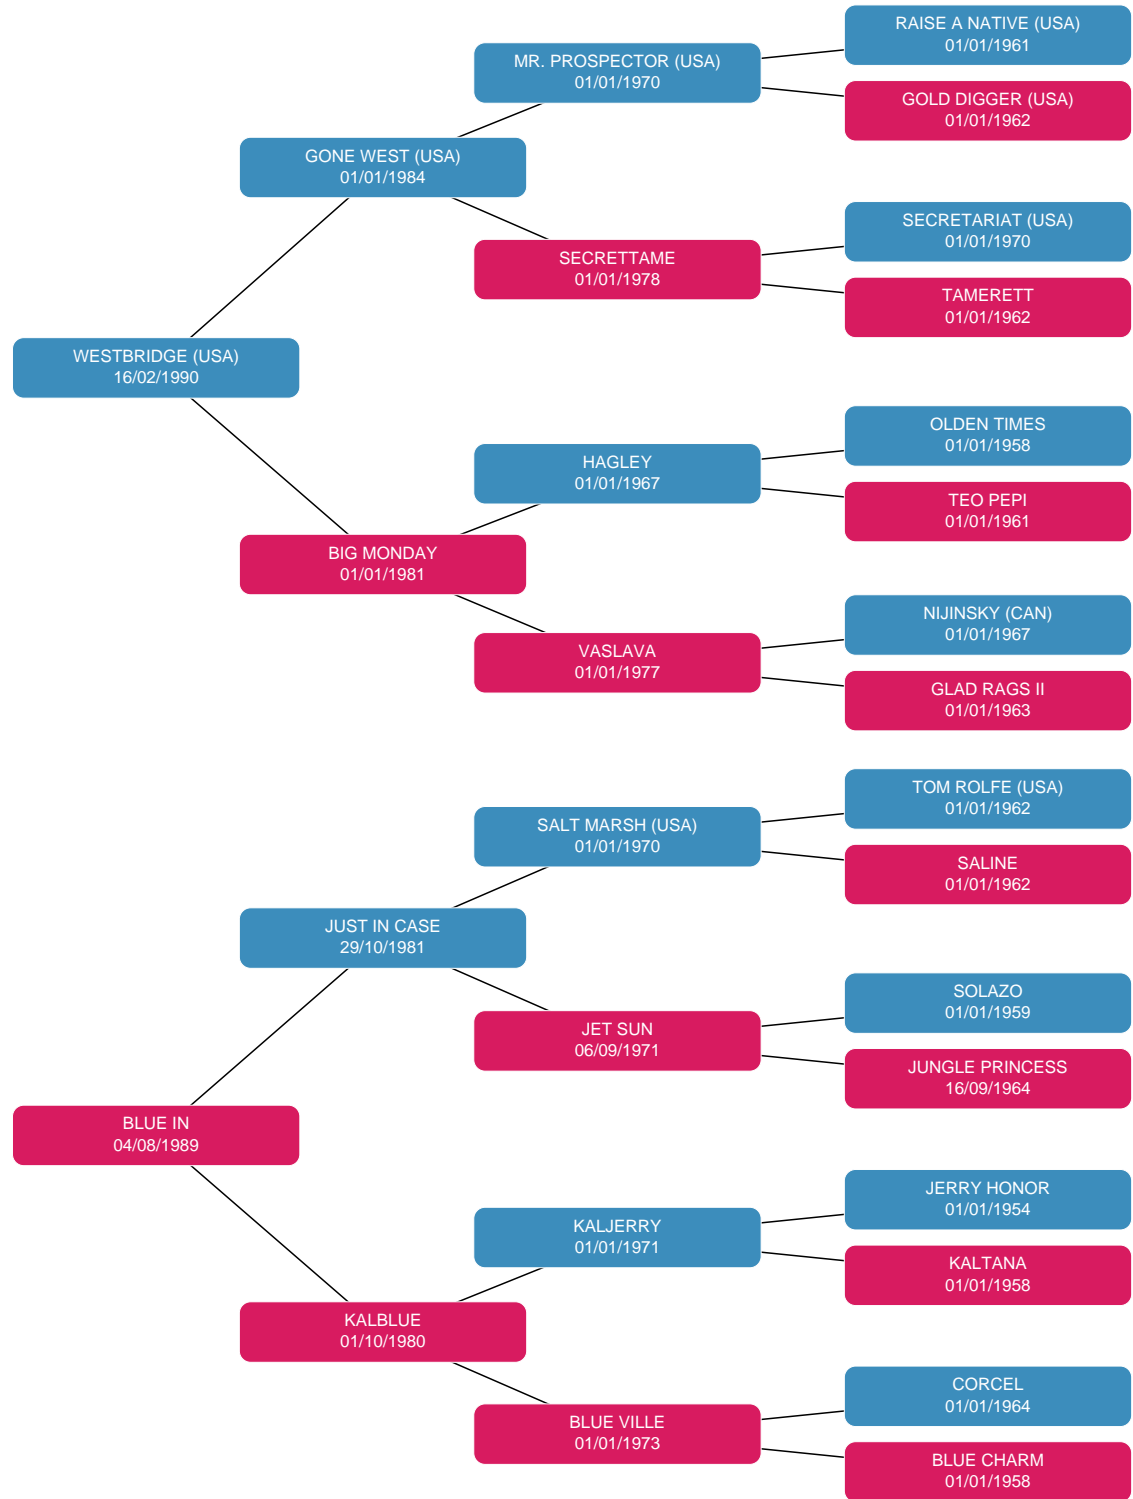 RAISE A NATIVE (USA)
01/01/1961
MR. PROSPECTOR (USA)
01/01/1970
GOLD DIGGER (USA)
01/01/1962
GONE WEST (USA)
01/01/1984
SECRETARIAT (USA)
01/01/1970
SECRETTAME
01/01/1978
TAMERETT
01/01/1962
WESTBRIDGE (USA)
16/02/1990
OLDEN TIMES
01/01/1958
HAGLEY
01/01/1967
TEO PEPI
01/01/1961
BIG MONDAY
01/01/1981
NIJINSKY (CAN)
01/01/1967
VASLAVA
01/01/1977
GLAD RAGS II
01/01/1963
TOM ROLFE (USA)
01/01/1962
SALT MARSH (USA)
01/01/1970
SALINE
01/01/1962
JUST IN CASE
29/10/1981
SOLAZO
01/01/1959
JET SUN
06/09/1971
JUNGLE PRINCESS
16/09/1964
BLUE IN
04/08/1989
JERRY HONOR
01/01/1954
KALJERRY
01/01/1971
KALTANA
01/01/1958
KALBLUE
01/10/1980
CORCEL
01/01/1964
BLUE VILLE
01/01/1973
BLUE CHARM
01/01/1958